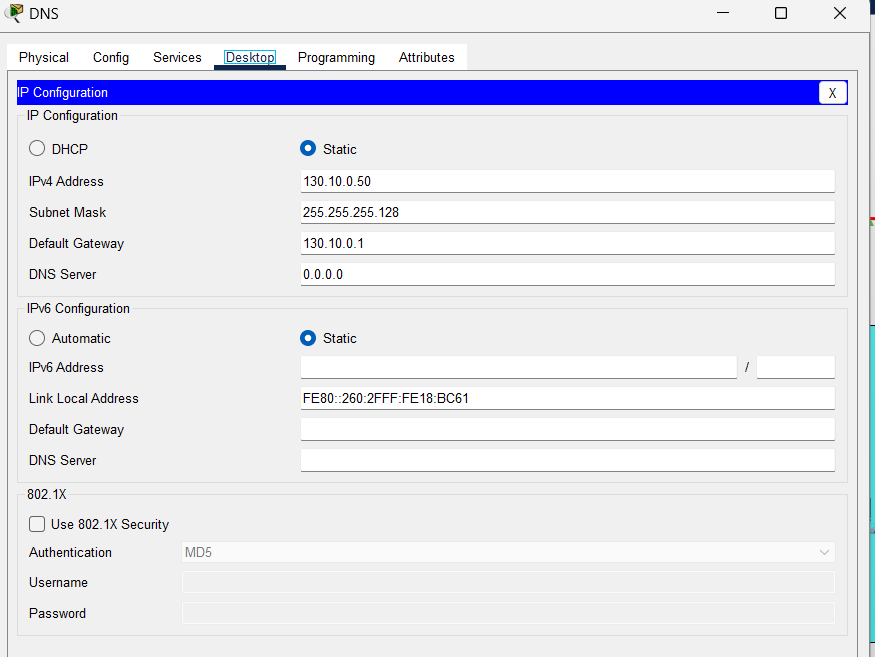 DNS
Physical Config Services Desktop Programming Attributes
IP Configuration
X
IP Configuration
DHCP Static
IPv4 Address 130.10.0.50
Subnet Mask 255.255.255.128
Default Gateway 130.10.0.1
DNS Server 0.0.0.0
IPv6 Configuration
Automatic Static
IPv6 Address /
Link Local Address FE80::260:2FFF:FE18:BC61
Default Gateway
DNS Server
802.1X
Use 802.1X Security
Authentication MD5
Username
Password